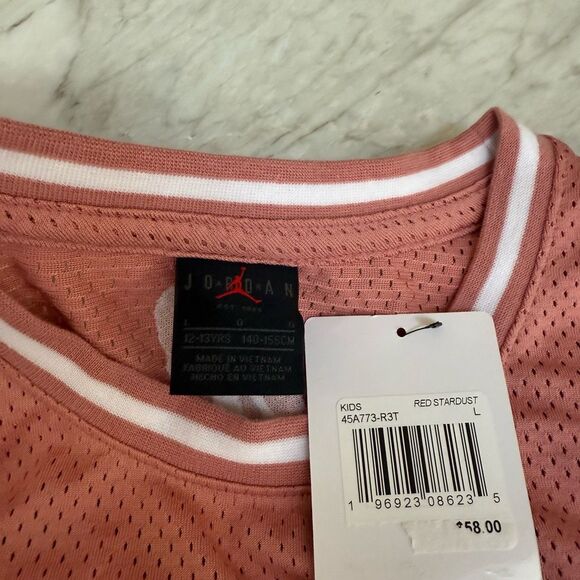 JORDAN
EST. 1985
L G G
12-13YRS 140-155CM
MADE IN VIETNAM
FABRIQUÉ AU VIETNAM
HECHO EN VIETNAM
KIDS RED STARDUST
45A773-R3T L
1 96923 08623 5
$58.00